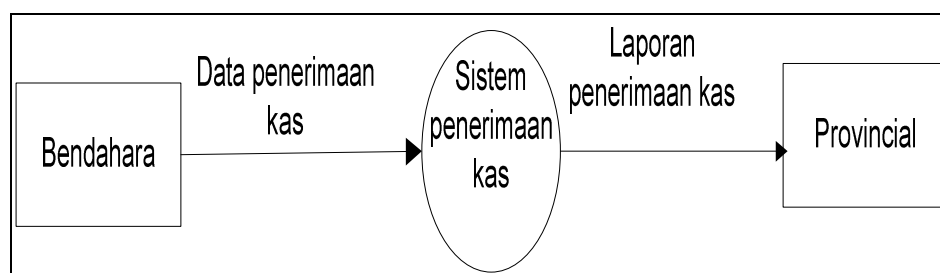 Bendahara
Data penerimaan
kas
Sistem
penerimaan
kas
Laporan
penerimaan kas
Provincial